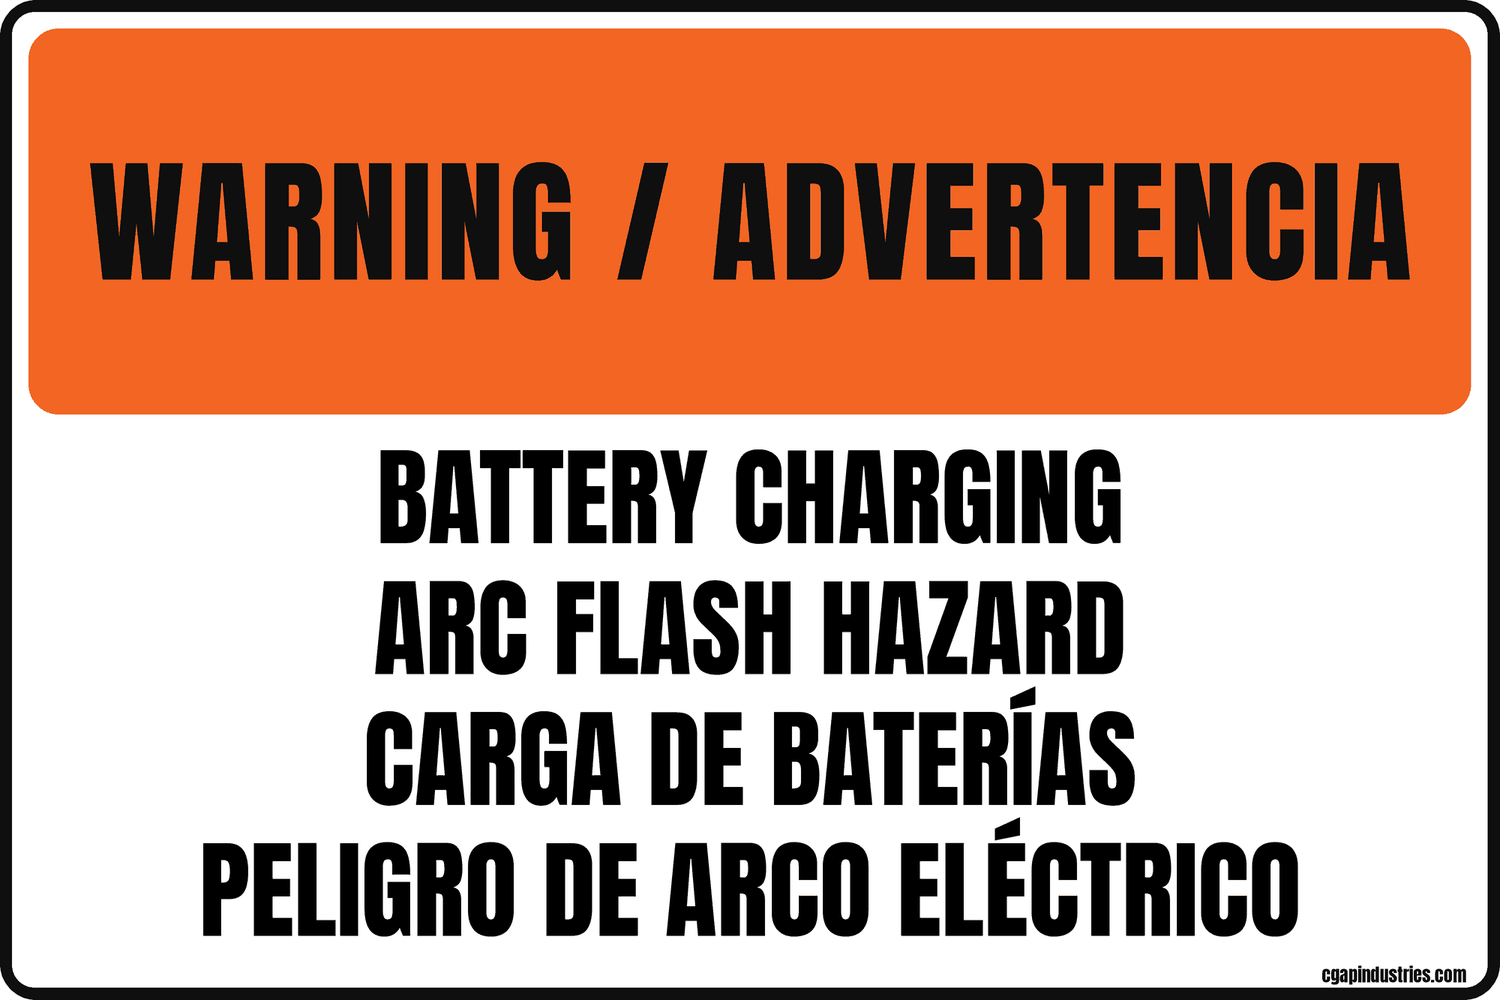 WARNING / ADVERTENCIA
BATTERY CHARGING
ARC FLASH HAZARD
CARGA DE BATERÍAS
PELIGRO DE ARCO ELÉCTRICO
cgapindustries.com